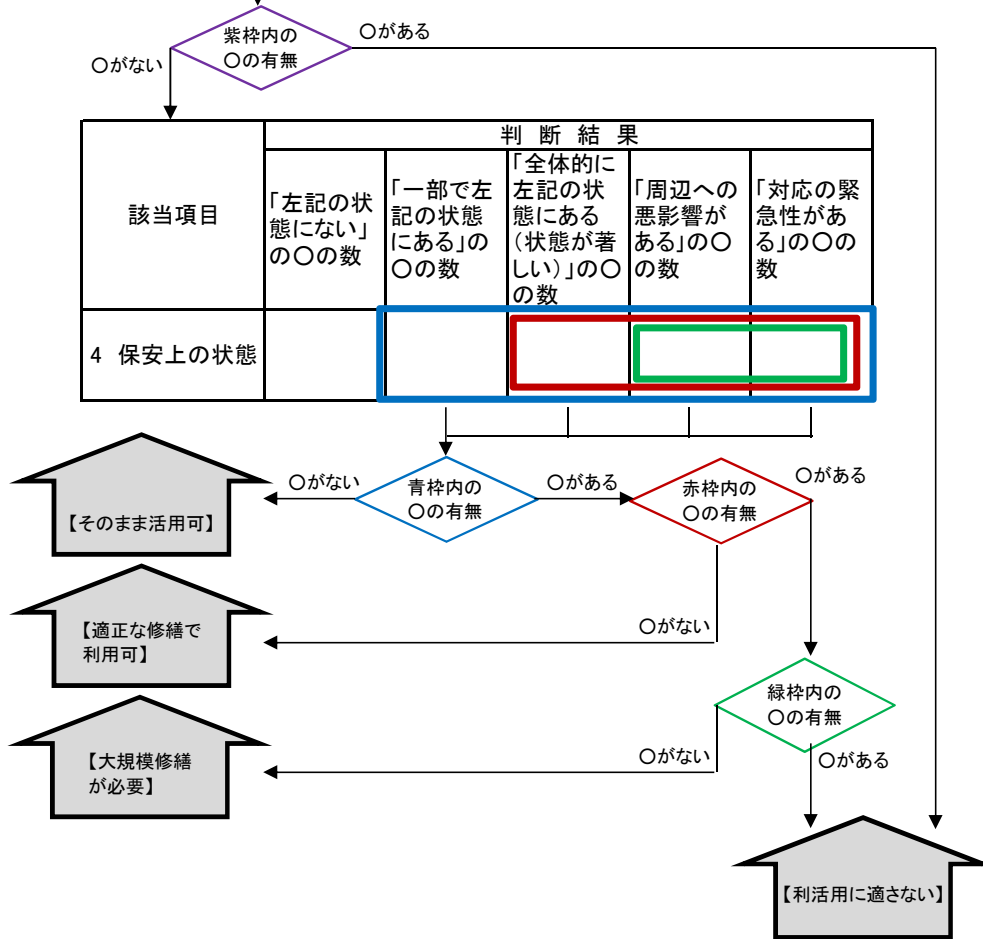 紫枠内の
〇の有無
〇がある
〇がない
該当項目
判 断 結 果
「左記の状
態にない」
の〇の数
「一部で左
記の状態
にある」の
〇の数
「全体的に
左記の状
態にある
（状態が著
しい）」の〇
の数
「周辺への
悪影響が
ある」の〇
の数
「対応の緊
急性があ
る」の〇の
数
4 保安上の状態
〇がない
青枠内の
〇の有無
〇がある
赤枠内の
〇の有無
〇がある
【そのまま活用可】
【適正な修繕で
利用可】
〇がない
緑枠内の
〇の有無
【大規模修繕
が必要】
〇がない
〇がある
【利活用に適さない】